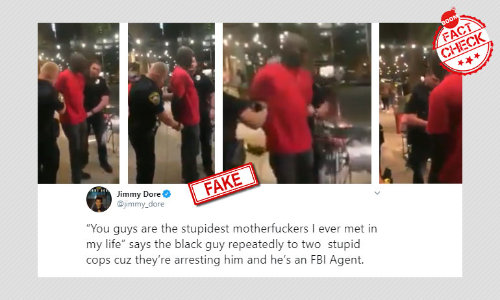 BOOM
FACT
CHECK
FAKE
Jimmy Dore
@jimmy_dore
“You guys are the stupidest motherfuckers I ever met in
my life” says the black guy repeatedly to two stupid
cops cuz they’re arresting him and he’s an FBI Agent.